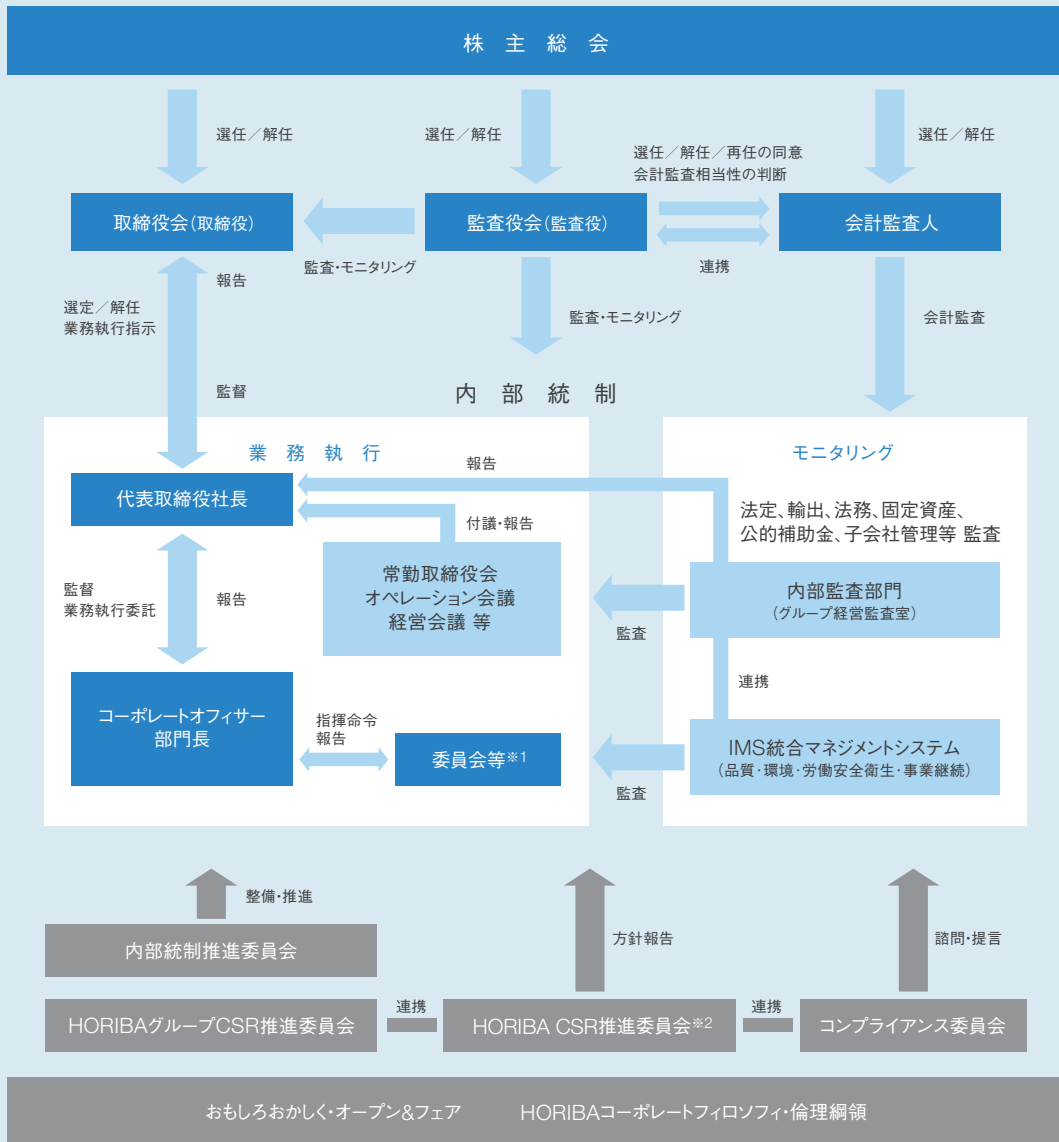 株主総会
選任／解任
選任／解任
選任／解任／再任の同意
会計監査相当性の判断
選任／解任
取締役会（取締役）
監査役会（監査役）
会計監査人
監査・モニタリング
連携
報告
選定／解任
業務執行指示
監査・モニタリング
会計監査
監督
内部統制
業務執行
モニタリング
報告
代表取締役社長
付議・報告
法定、輸出、法務、固定資産、
公的補助金、子会社管理等 監査
常勤取締役会
オペレーション会議
経営会議 等
監督
業務執行委託
報告
内部監査部門
（グループ経営監査室）
監査
連携
コーポレートオフィサー
部門長
指揮命令
報告
委員会等※1
IMS統合マネジメントシステム
（品質・環境・労働安全衛生・事業継続）
監査
整備・推進
内部統制推進委員会
方針報告
諮問・提言
HORIBAグループCSR推進委員会
連携
HORIBA CSR推進委員会※2
連携
コンプライアンス委員会
おもしろおかしく・オープン&フェア
HORIBAコーポレートフィロソフィ・倫理綱領